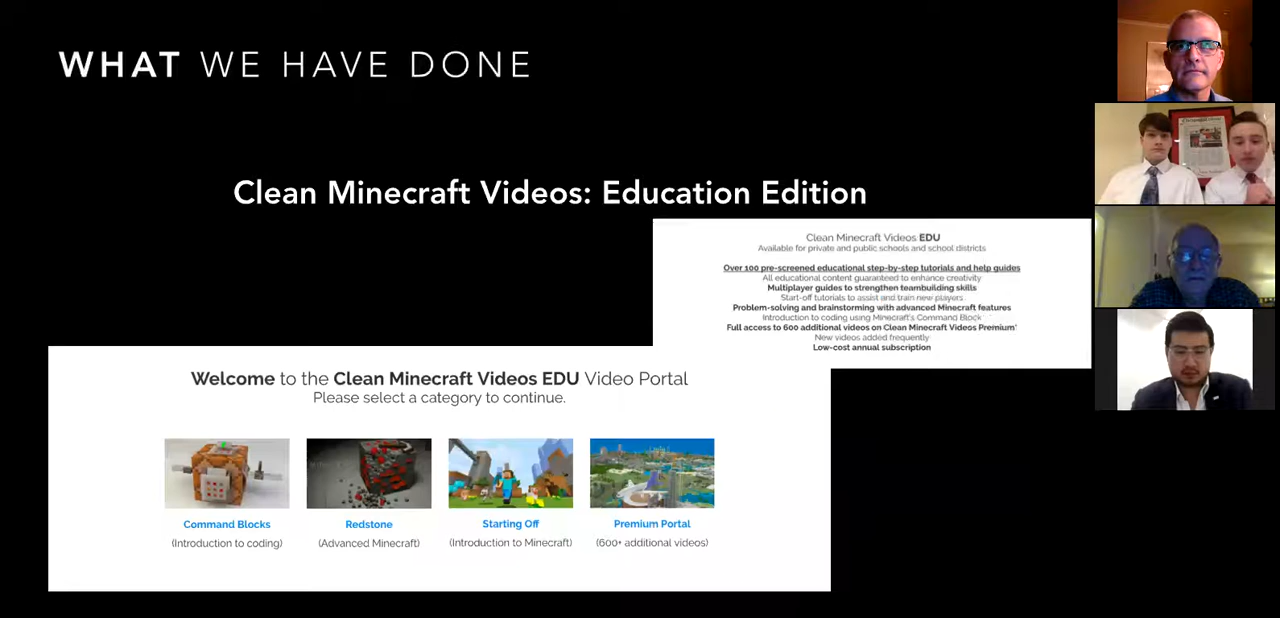 WHAT WE HAVE DONE
Clean Minecraft Videos: Education Edition
Clean Minecraft Videos EDU
Available for private and public schools and school districts
Over 100 pre-screened educational step-by-step tutorials and help guides
All educational content guaranteed to enhance creativity
Multiplayer guides to strengthen teambuilding skills
Start-off tutorials to assist and train new players
Problem-solving and brainstorming with advanced Minecraft features
Introduction to coding using Minecraft's Command Block
Full access to 600 additional videos on Clean Minecraft Videos Premium
New videos added frequently
Low-cost annual subscription
Welcome to the Clean Minecraft Videos EDU Video Portal
Please select a category to continue.
Command Blocks
(Introduction to coding)
Redstone
(Advanced Minecraft)
Starting Off
(Introduction to Minecraft)
Premium Portal
(600+ additional videos)